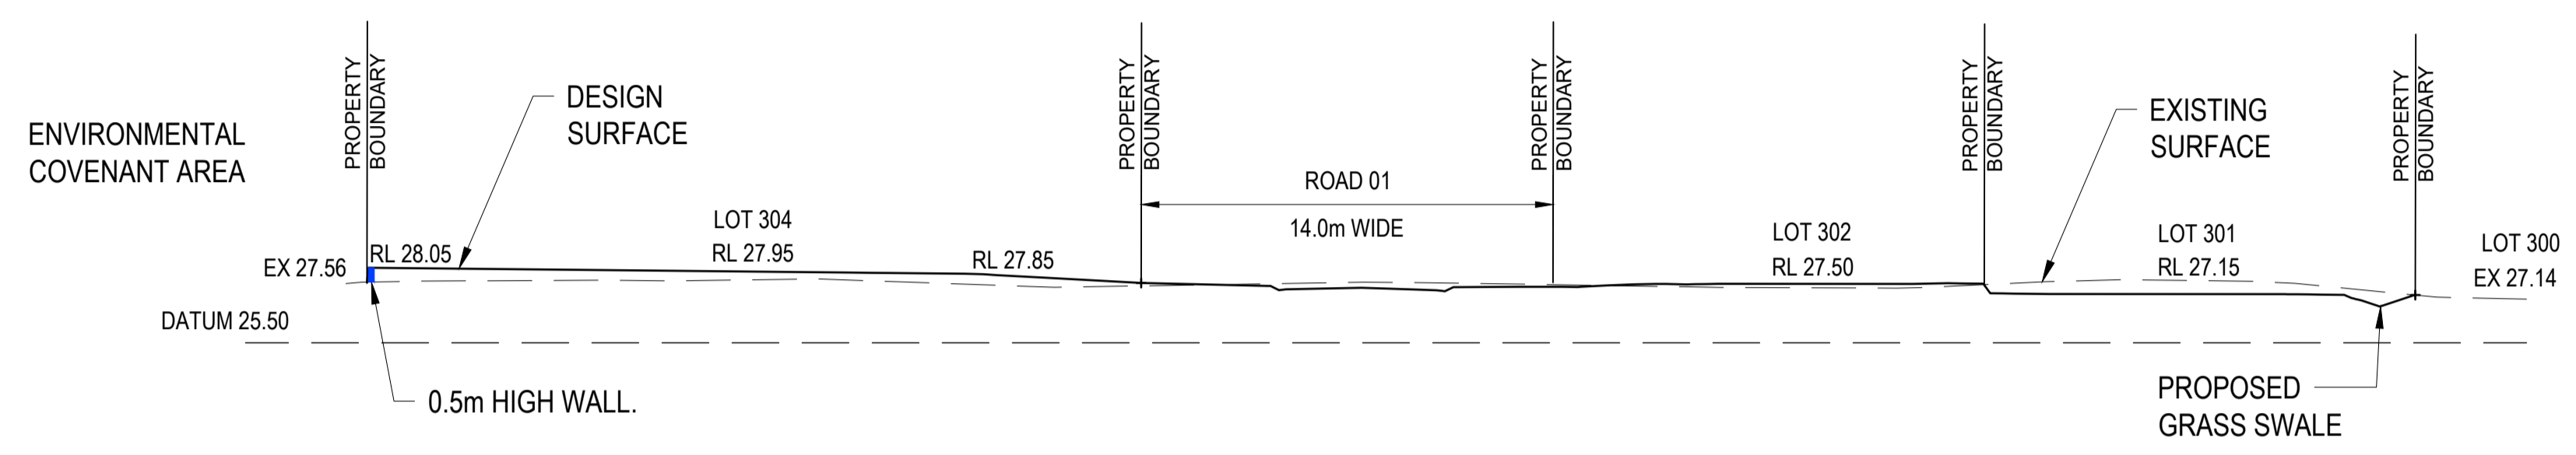 ENVIRONMENTAL
COVENANT AREA
PROPERTY
BOUNDARY
DESIGN
SURFACE
PROPERTY
BOUNDARY
ROAD 01
14.0m WIDE
PROPERTY
BOUNDARY
PROPERTY
BOUNDARY
EXISTING
SURFACE
PROPERTY
BOUNDARY
EX 27.56
RL 28.05
LOT 304
RL 27.95
RL 27.85
LOT 302
RL 27.50
LOT 301
RL 27.15
LOT 300
EX 27.14
DATUM 25.50
0.5m HIGH WALL.
PROPOSED
GRASS SWALE